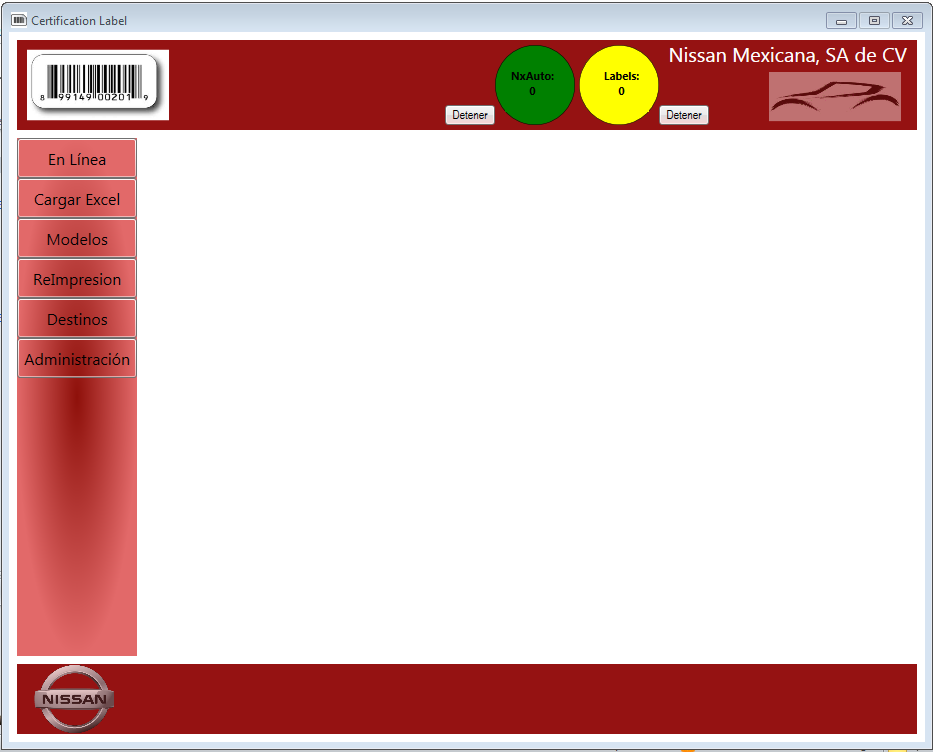 Certification Label
8 99149 00201 9
Nissan Mexicana, SA de CV
NxAuto:
0
Labels:
0
Detener
Detener
En Línea
Cargar Excel
Modelos
ReImpresion
Destinos
Administración
NISSAN